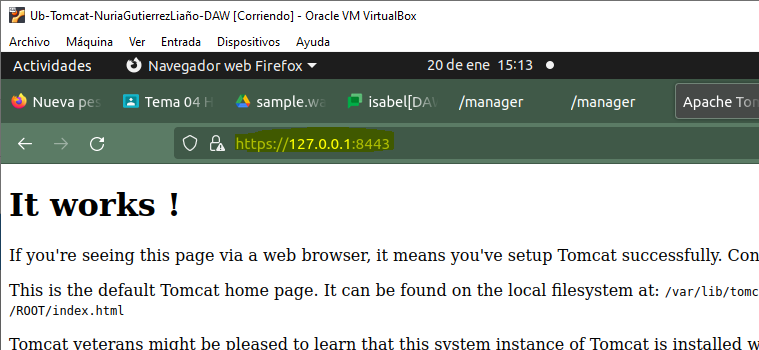 Ub-Tomcat-NuriaGutierrezLiaño-DAW [Corriendo] - Oracle VM VirtualBox
Archivo Máquina Ver Entrada Dispositivos Ayuda
Actividades Navegador web Firefox 20 de ene 15:13
Nueva pes Tema 04 H sample.wa isabel[DAW /manager /manager Apache Tom
https://127.0.0.1:8443
It works !
If you're seeing this page via a web browser, it means you've setup Tomcat successfully. Con
This is the default Tomcat home page. It can be found on the local filesystem at: /var/lib/tomc
/ROOT/index.html
Tomcat veterans might be pleased to learn that this system instance of Tomcat is installed w